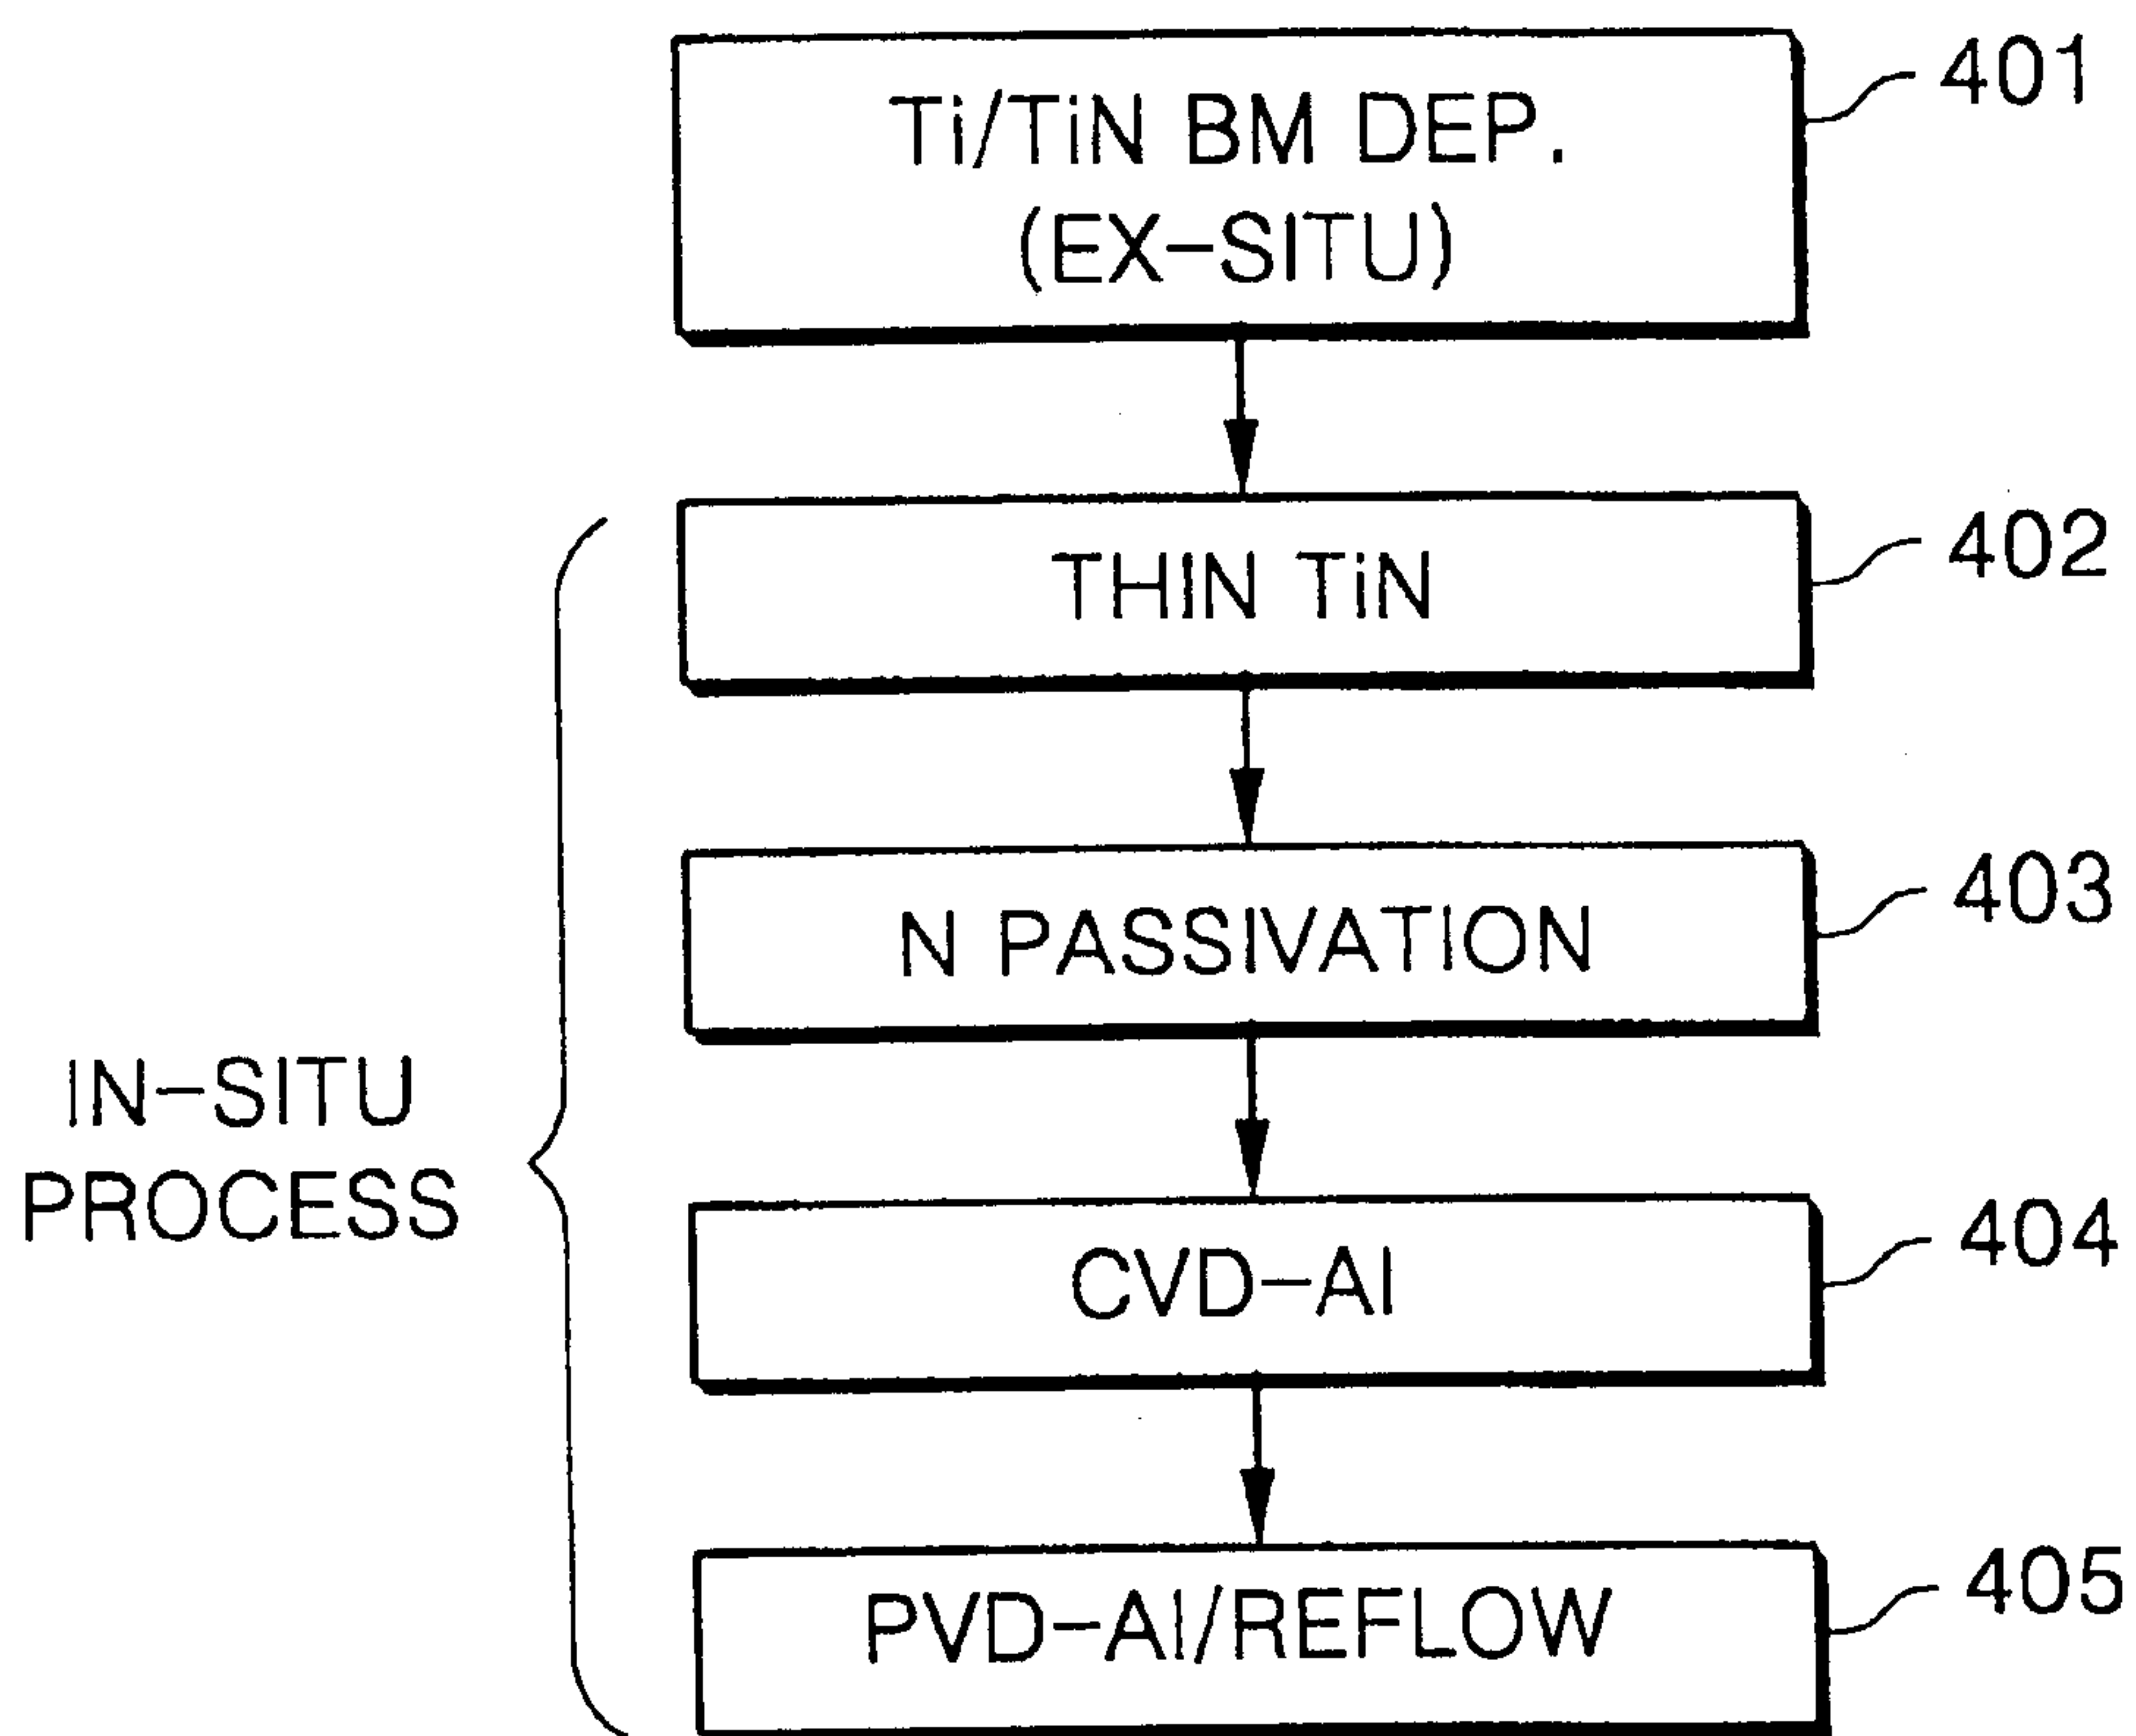 Ti/TiN BM DEP.
(EX-SITU)
401
THIN TiN
402
N PASSIVATION
403
IN-SITU
PROCESS
CVD-Al
404
PVD-Al/REFLOW
405